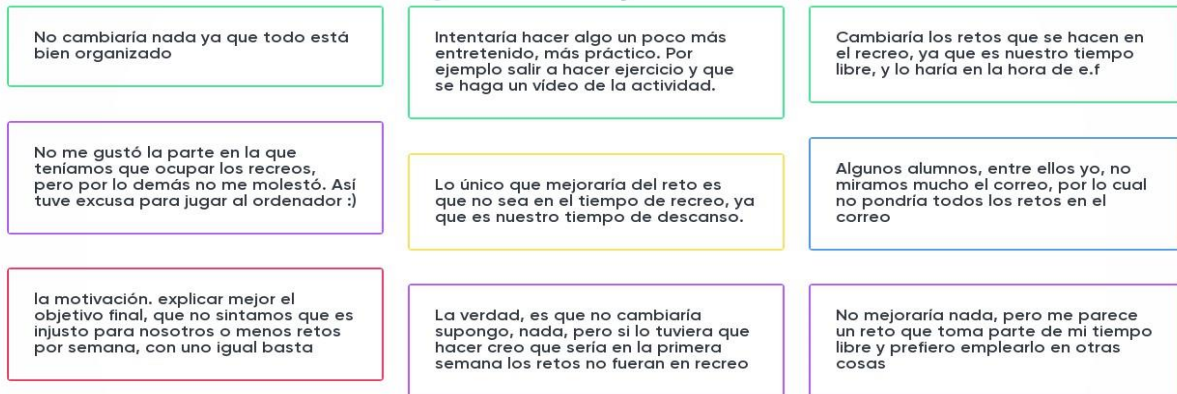 No cambiaría nada ya que todo está
bien organizado
Intentaría hacer algo un poco más
entretenido, más práctico. Por
ejemplo salir a hacer ejercicio y que
se haga un vídeo de la actividad.
Cambiaría los retos que se hacen en
el recreo, ya que es nuestro tiempo
libre, y lo haría en la hora de e.f
No me gustó la parte en la que
teníamos que ocupar los recreos,
pero por lo demás no me molestó. Así
tuve excusa para jugar al ordenador :)
Lo único que mejoraría del reto es
que no sea en el tiempo de recreo, ya
que es nuestro tiempo de descanso.
Algunos alumnos, entre ellos yo, no
miramos mucho el correo, por lo cual
no pondría todos los retos en el
correo
la motivación. explicar mejor el
objetivo final, que no sintamos que es
injusto para nosotros o menos retos
por semana, con uno igual basta
La verdad, es que no cambiaría
supongo, nada, pero si lo tuviera que
hacer creo que sería en la primera
semana los retos no fueran en recreo
No mejoraría nada, pero me parece
un reto que toma parte de mi tiempo
libre y prefiero emplearlo en otras
cosas